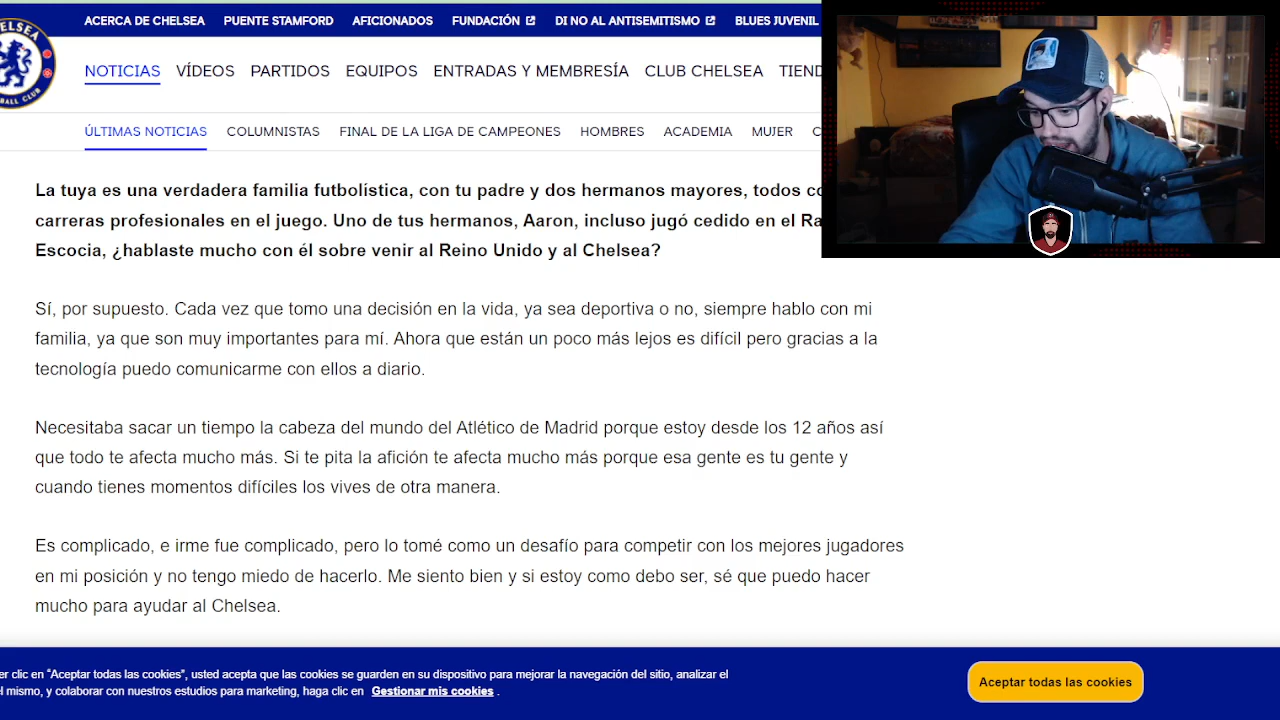 ACERCA DE CHELSEA PUENTE STAMFORD AFICIONADOS FUNDACIÓN DI NO AL ANTISEMITISMO BLUES JUVENIL
CHELSEA
BALL CLUB
NOTICIAS VÍDEOS PARTIDOS EQUIPOS ENTRADAS Y MEMBRESÍA CLUB CHELSEA TIEND
ÚLTIMAS NOTICIAS COLUMNISTAS FINAL DE LA LIGA DE CAMPEONES HOMBRES ACADEMIA MUJER C
La tuya es una verdadera familia futbolística, con tu padre y dos hermanos mayores, todos co
carreras profesionales en el juego. Uno de tus hermanos, Aaron, incluso jugó cedido en el Ra
Escocia, ¿hablaste mucho con él sobre venir al Reino Unido y al Chelsea?
Sí, por supuesto. Cada vez que tomo una decisión en la vida, ya sea deportiva o no, siempre hablo con mi
familia, ya que son muy importantes para mí. Ahora que están un poco más lejos es difícil pero gracias a la
tecnología puedo comunicarme con ellos a diario.
Necesitaba sacar un tiempo la cabeza del mundo del Atlético de Madrid porque estoy desde los 12 años así
que todo te afecta mucho más. Si te pita la afición te afecta mucho más porque esa gente es tu gente y
cuando tienes momentos difíciles los vives de otra manera.
Es complicado, e irme fue complicado, pero lo tomé como un desafío para competir con los mejores jugadores
en mi posición y no tengo miedo de hacerlo. Me siento bien y si estoy como debo ser, sé que puedo hacer
mucho para ayudar al Chelsea.
er clic en “Aceptar todas las cookies”, usted acepta que las cookies se guarden en su dispositivo para mejorar la navegación del sitio, analizar el
l mismo, y colaborar con nuestros estudios para marketing, haga clic en Gestionar mis cookies .
Aceptar todas las cookies